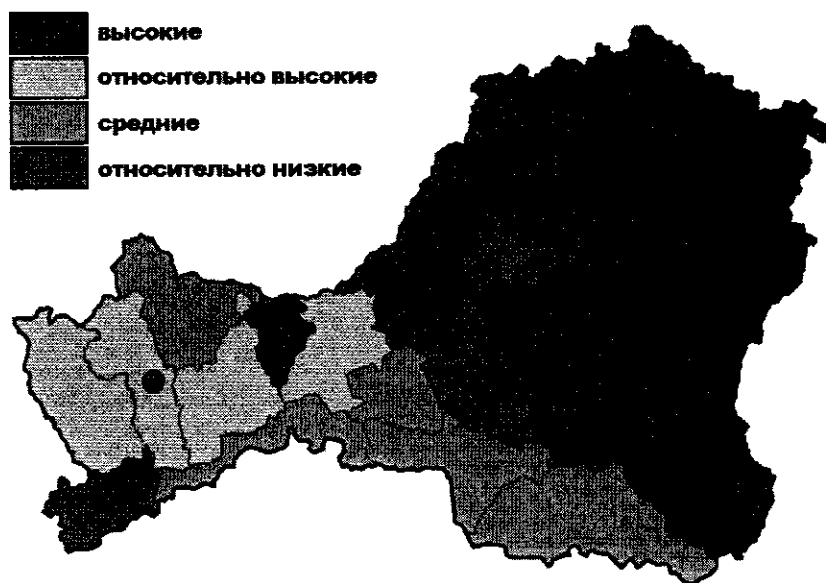 высокие
относительно высокие
средние
относительно низкие